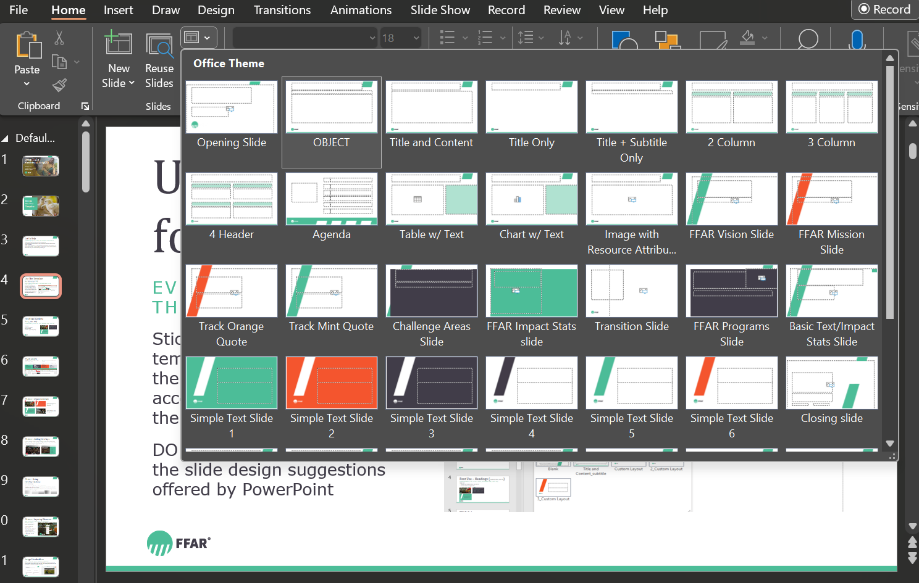 File Home Insert Draw Design Transitions Animations Slide Show Record Review View Help Record
18
Paste
New
Slide
Reuse
Slides
Clipboard
Slides
Office Theme
Opening Slide OBJECT Title and Content Title Only Title + Subtitle Only 2 Column 3 Column
4 Header Agenda Table w/ Text Chart w/ Text Image with Resource Attribu... FFAR Vision Slide FFAR Mission Slide
Track Orange Quote Track Mint Quote Challenge Areas Slide FFAR Impact Stats slide Transition Slide FFAR Programs Slide Basic Text/Impact Stats Slide
Simple Text Slide 1 Simple Text Slide 2 Simple Text Slide 3 Simple Text Slide 4 Simple Text Slide 5 Simple Text Slide 6 Closing slide
Defaul...
1
2
3
4
5
6
7
8
9
0
1
U
fo
EV
TH
Stic
tem
the
acc
the
DO
the slide design suggestions
offered by PowerPoint
FFAR